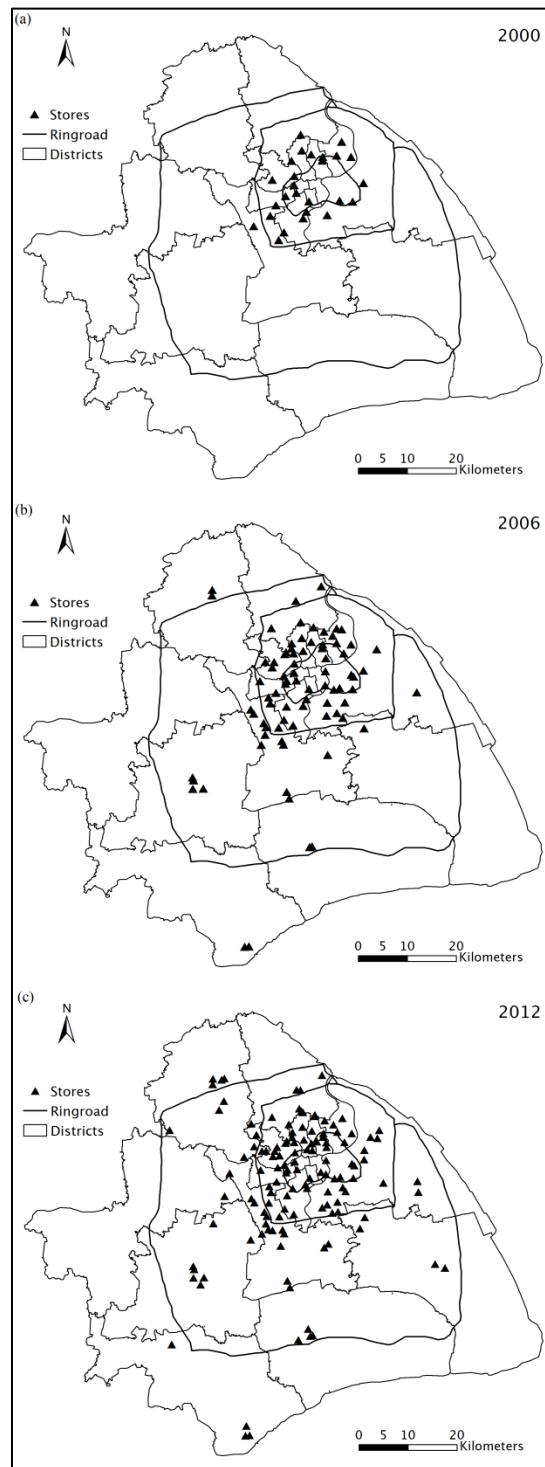 (a)
2000
N
Stores
Ringroad
Districts
0 5 10 20
Kilometers
(b)
2006
N
Stores
Ringroad
Districts
0 5 10 20
Kilometers
(c)
2012
N
Stores
Ringroad
Districts
0 5 10 20
Kilometers